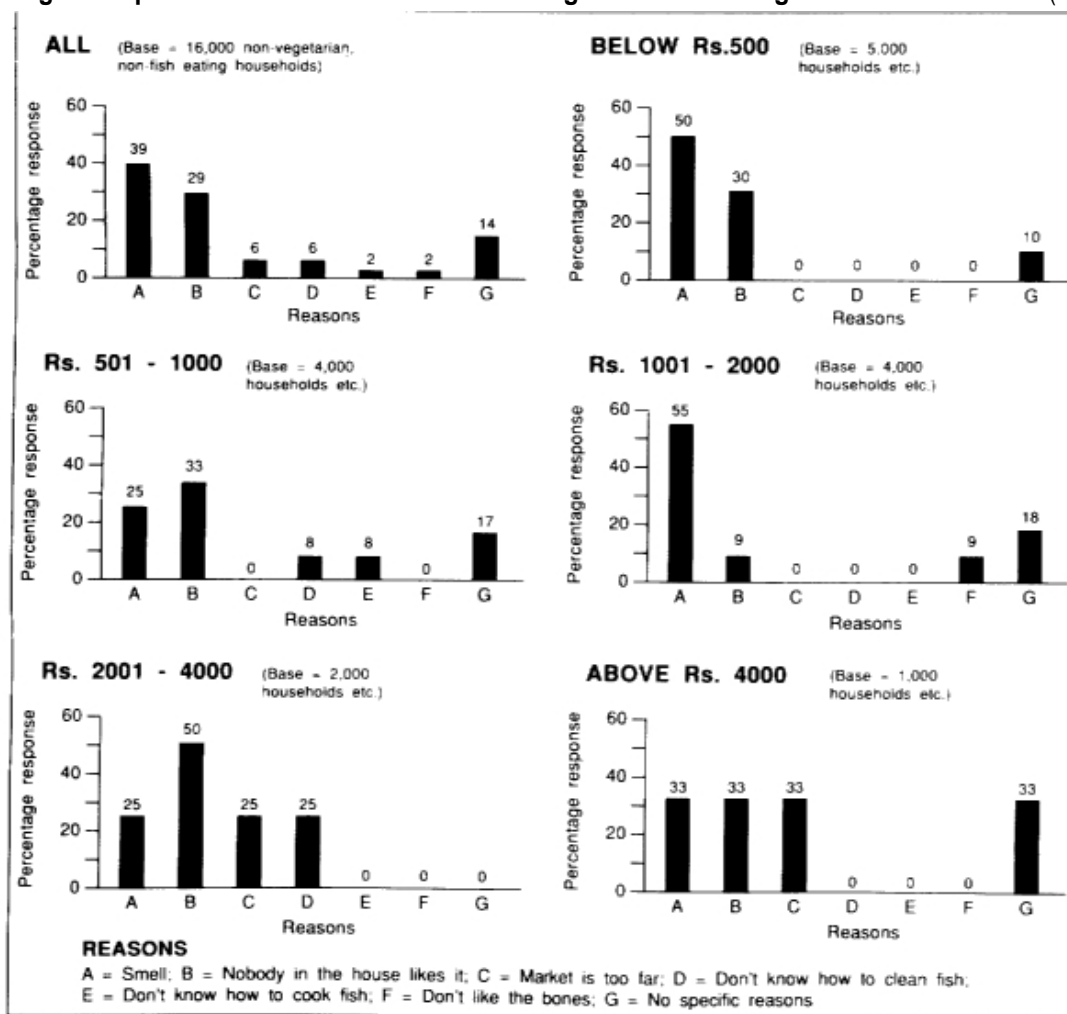 ALL (Base = 16,000 non-vegetarian,
non-fish eating households)
Percentage response
60
40
20
0
39
29
6
6
2
2
14
A B C D E F G
Reasons
BELOW Rs.500 (Base = 5,000
households etc.)
Percentage response
60
40
20
0
50
30
0
0
0
0
10
A B C D E F G
Reasons
Rs. 501 - 1000 (Base = 4,000
households etc.)
Percentage response
60
40
20
0
25
33
0
8
8
0
17
A B C D E F G
Reasons
Rs. 1001 - 2000 (Base = 4,000
households etc.)
Percentage response
60
40
20
0
55
9
0
0
0
9
18
A B C D E F G
Reasons
Rs. 2001 - 4000 (Base = 2,000
households etc.)
Percentage response
60
40
20
0
25
50
25
25
0
0
0
A B C D E F G
Reasons
ABOVE Rs. 4000 (Base = 1,000
households etc.)
Percentage response
60
40
20
0
33
33
33
0
0
0
33
A B C D E F G
Reasons
REASONS
A = Smell; B = Nobody in the house likes it; C = Market is too far; D = Don't know how to clean fish;
E = Don't know how to cook fish; F = Don't like the bones; G = No specific reasons